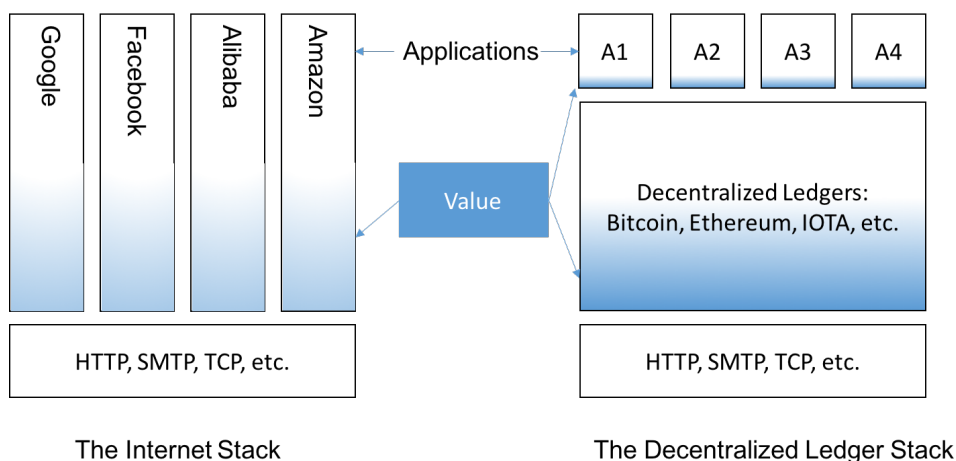 Google
Facebook
Alibaba
Amazon
Applications
A1
A2
A3
A4
Value
Decentralized Ledgers:
Bitcoin, Ethereum, IOTA, etc.
HTTP, SMTP, TCP, etc.
HTTP, SMTP, TCP, etc.
The Internet Stack
The Decentralized Ledger Stack